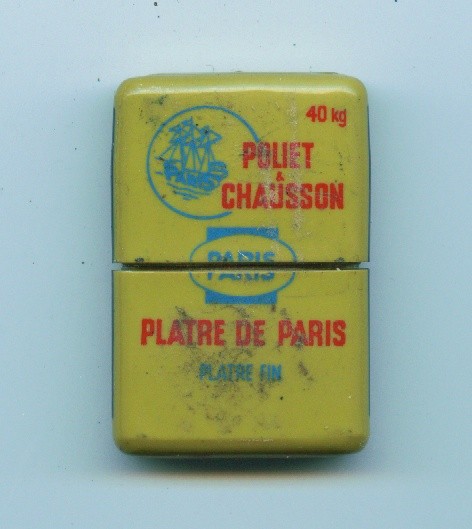 40 kg
POLIET
&
CHAUSSON
PARIS
PLATRE DE PARIS
PLATRE FIN